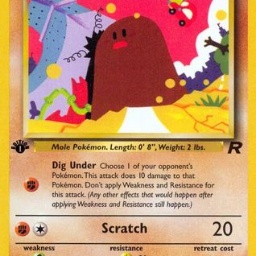 Mole Pokémon. Length: 0' 8", Weight: 2 lbs.
Dig Under Choose 1 of your opponent's
Pokémon. This attack does 10 damage to that
Pokémon. Don't apply Weakness and Resistance for
this attack. (Any other effects that would happen after
applying Weakness and Resistance still happen.)
Scratch 20
weakness resistance retreat cost
1
R